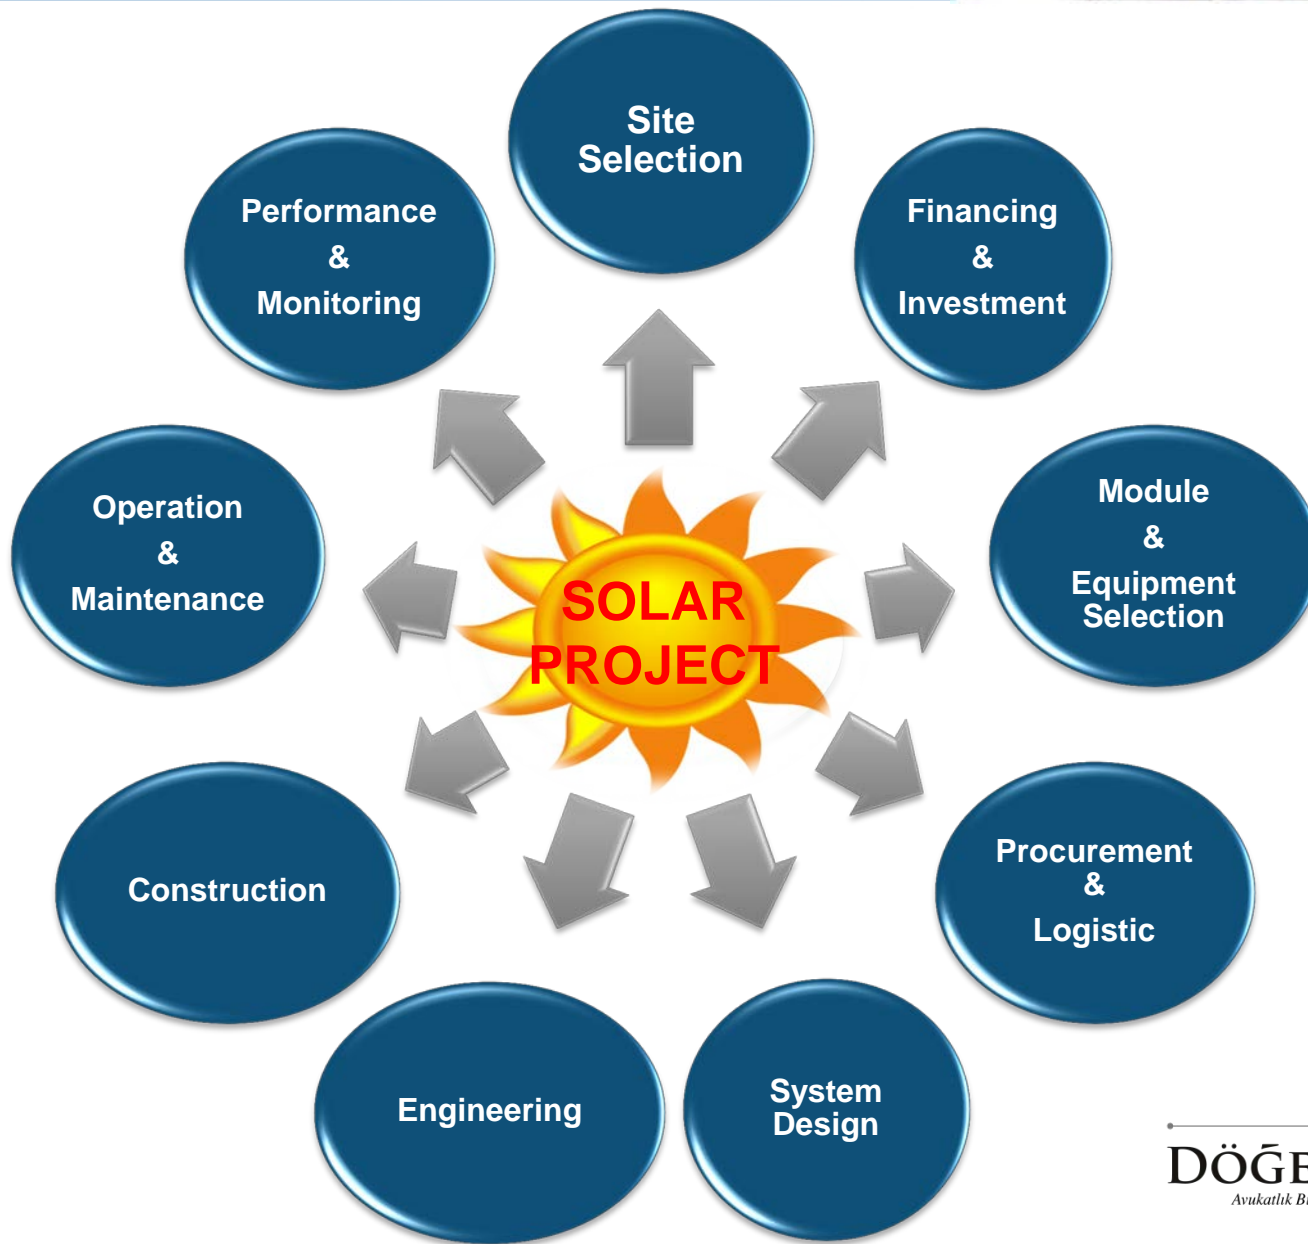 Site
Selection
Financing
&
Investment
Module
&
Equipment
Selection
Procurement
&
Logistic
System
Design
Engineering
Construction
Operation
&
Maintenance
Performance
&
Monitoring
SOLAR
PROJECT
Avukatlık